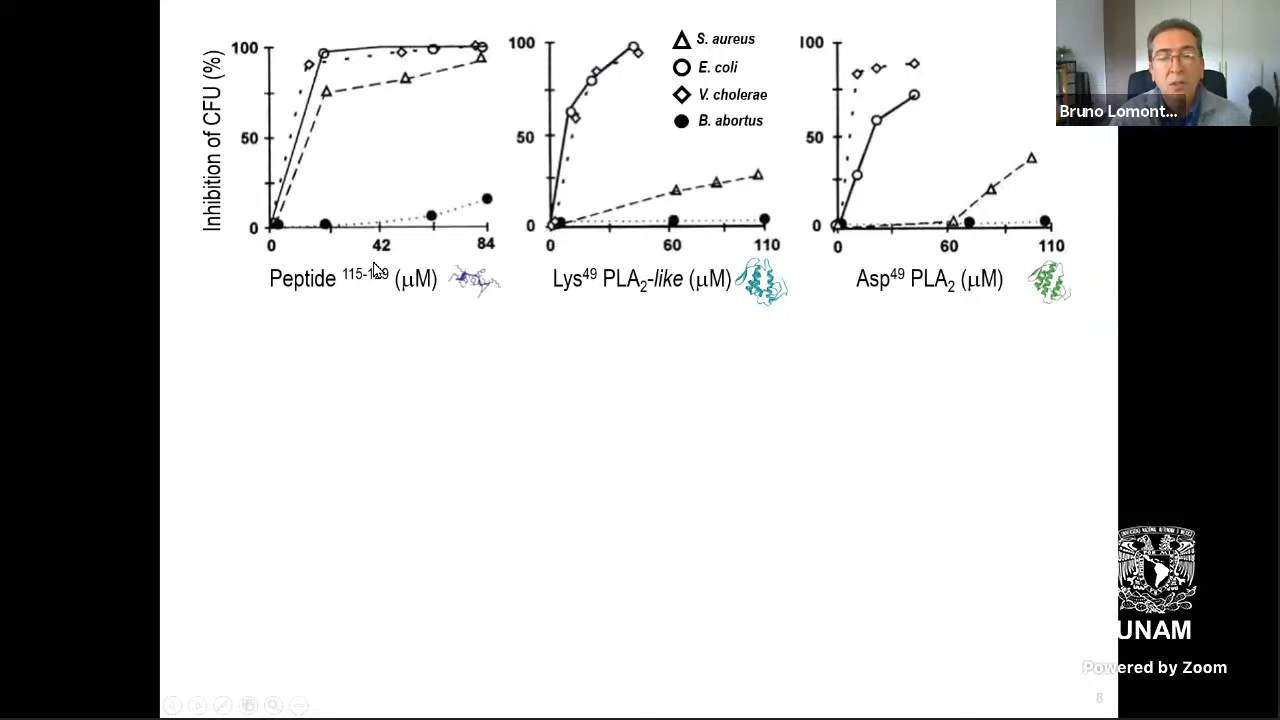 Inhibition of CFU (%)
100
50
0
0 42 84
Peptide 115-129 (µM)
100
50
0
0 60 110
Lys49 PLA2-like (µM)
S. aureus
E. coli
V. cholerae
B. abortus
100
50
0
0 60 110
Asp49 PLA2 (µM)
Bruno Lomont...
UNAM
Powered by Zoom
8